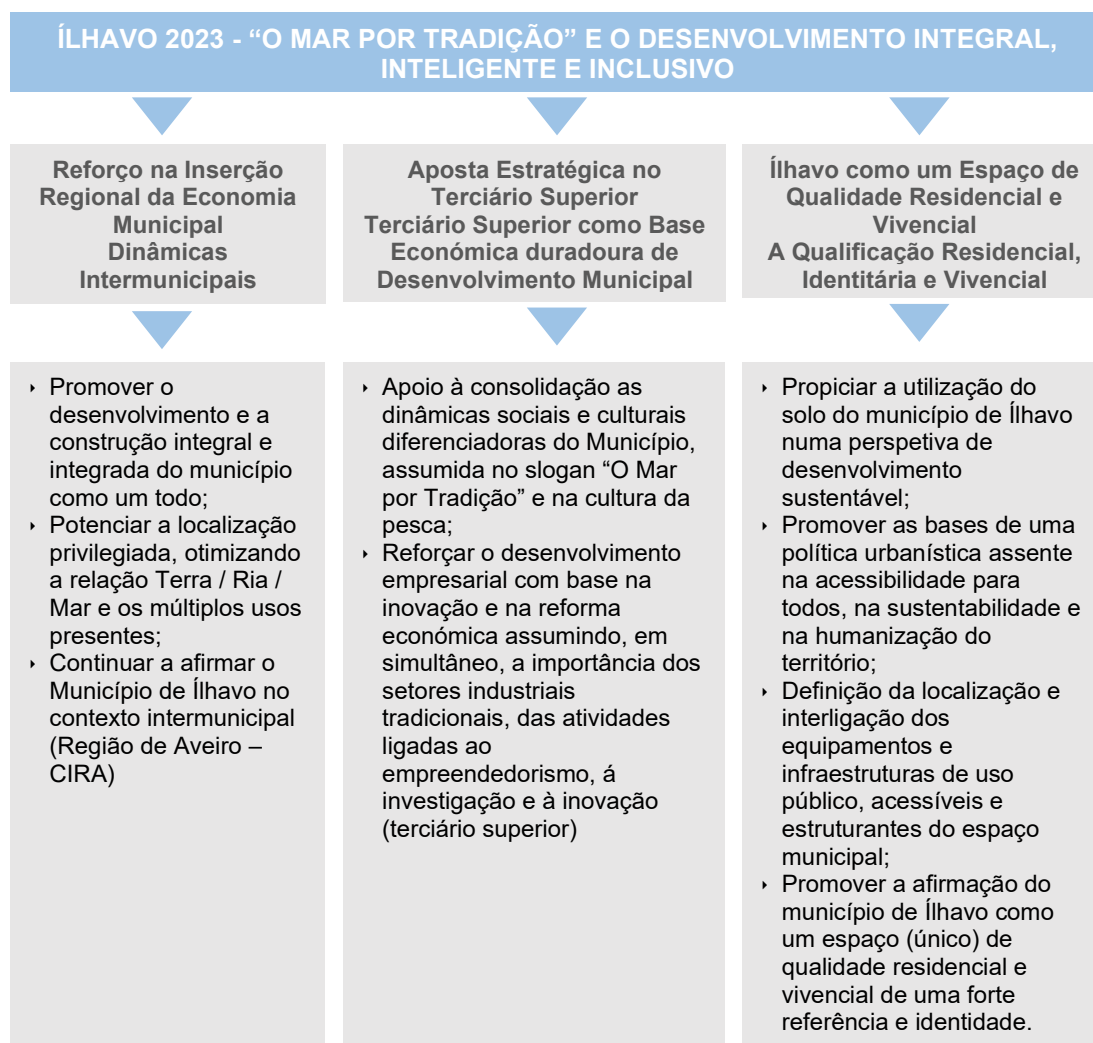 ÍLHAVO 2023 - “O MAR POR TRADIÇÃO” E O DESENVOLVIMENTO INTEGRAL,
INTELIGENTE E INCLUSIVO
Reforço na Inserção
Regional da Economia
Municipal
Dinâmicas
Intermunicipais
Aposta Estratégica no
Terciário Superior
Terciário Superior como Base
Económica duradoura de
Desenvolvimento Municipal
Ílhavo como um Espaço de
Qualidade Residencial e
Vivencial
A Qualificação Residencial,
Identitária e Vivencial
‣ Promover o
desenvolvimento e a
construção integral e
integrada do município
como um todo;
‣ Potenciar a localização
privilegiada, otimizando
a relação Terra / Ria /
Mar e os múltiplos usos
presentes;
‣ Continuar a afirmar o
Município de Ílhavo no
contexto intermunicipal
(Região de Aveiro –
CIRA)
‣ Apoio à consolidação as
dinâmicas sociais e culturais
diferenciadoras do Município,
assumida no slogan “O Mar
por Tradição” e na cultura da
pesca;
‣ Reforçar o desenvolvimento
empresarial com base na
inovação e na reforma
económica assumindo, em
simultâneo, a importância dos
setores industriais
tradicionais, das atividades
ligadas ao
empreendedorismo, á
investigação e à inovação
(terciário superior)
‣ Propiciar a utilização do
solo do município de Ílhavo
numa perspetiva de
desenvolvimento
sustentável;
‣ Promover as bases de uma
política urbanística assente
na acessibilidade para
todos, na sustentabilidade e
na humanização do
território;
‣ Definição da localização e
interligação dos
equipamentos e
infraestruturas de uso
público, acessíveis e
estruturantes do espaço
municipal;
‣ Promover a afirmação do
município de Ílhavo como
um espaço (único) de
qualidade residencial e
vivencial de uma forte
referência e identidade.